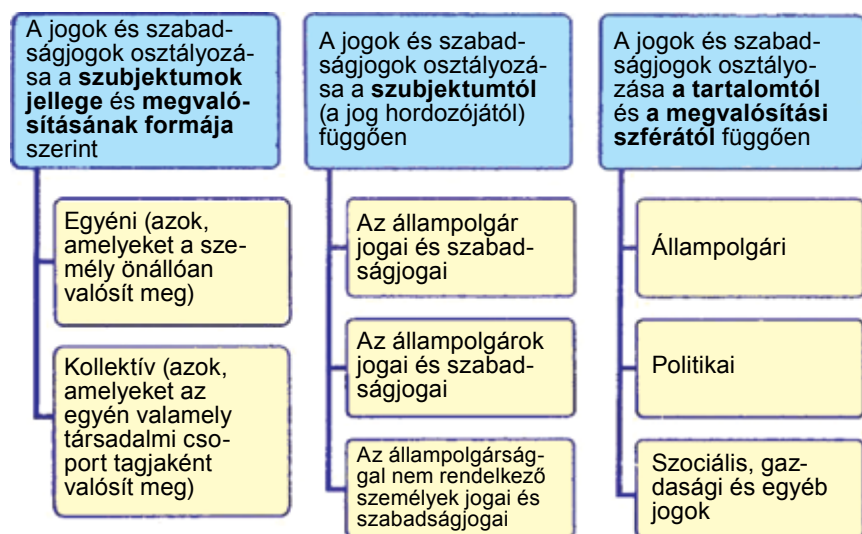 A jogok és szabad-
ságjogok osztályozá-
sa a szubjektumok
jellege és megvaló-
sításának formája
szerint
Egyéni (azok,
amelyeket a sze-
mély önállóan
valósít meg)
Kollektív (azok,
amelyeket az
egyén valamely
társadalmi cso-
port tagjaként
valósít meg)
A jogok és szabad-
ságjogok osztályozá-
sa a szubjektumtól
(a jog hordozójától)
függően
Az állampolgár
jogai és szabad-
ságjogai
Az állampolgárok
jogai és szabad-
ságjogai
Az állampolgárság-
gal nem rendelkező
személyek jogai és
szabadságjogai
A jogok és szabad-
ságjogok osztályo-
zása a tartalomtól
és a megvalósítási
szférától függően
Állampolgári
Politikai
Szociális, gaz-
dasági és egyéb
jogok